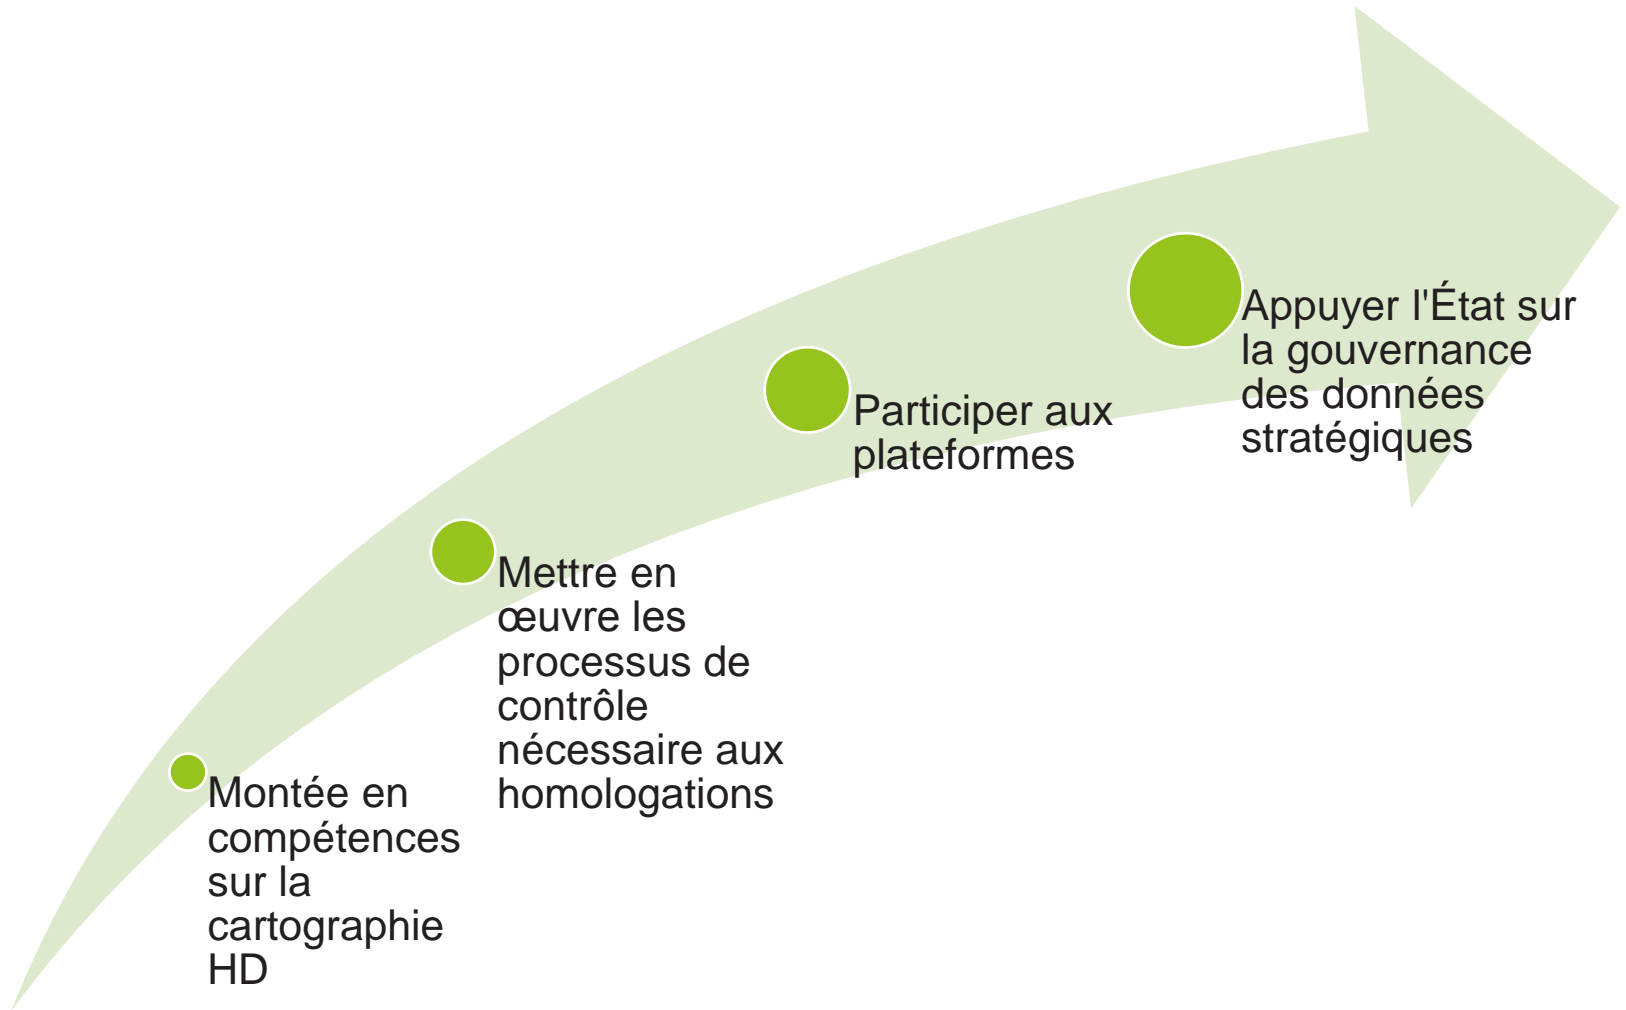 Montée en
compétences
sur la
cartographie
HD
Mettre en
œuvre les
processus de
contrôle
nécessaire aux
homologations
Participer aux
plateformes
Appuyer l'État sur
la gouvernance
des données
stratégiques